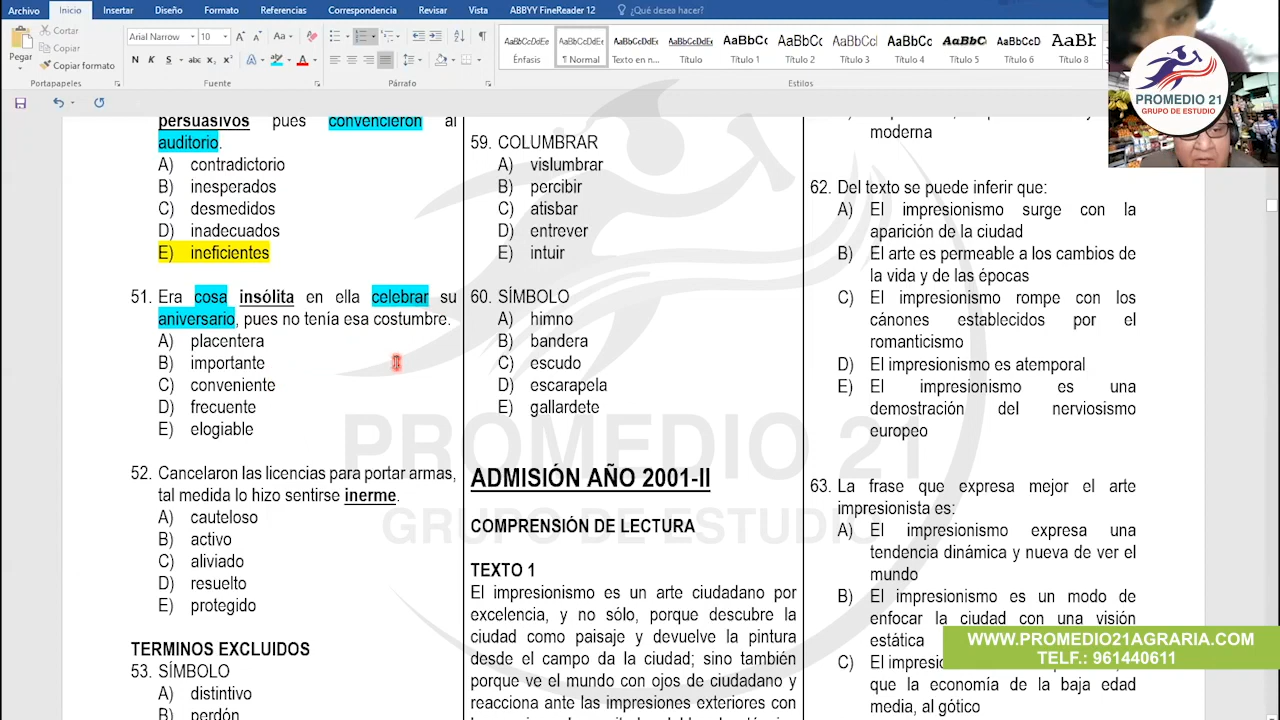 Archivo Inicio Insertar Diseño Formato Referencias Correspondencia Revisar Vista ABBYY FineReader 12 ¿Qué desea hacer?
Cortar
Copiar
Copiar formato
Pegar
Portapapeles
Arial Narrow 10
Fuente
Párrafo
AaBbCcDdEe Énfasis
AaBbCcDdEe ¶ Normal
AaBbCcDdEe Texto en n...
AaBbCcDdEe Título
AaBbCc Título 1
AaBbCc Título 2
AaBbCc Título 3
AaBbCc Título 4
AaBbC Título 5
AaBbCcD Título 6
AaBb Título 8
Estilos
PROMEDIO 21
GRUPO DE ESTUDIO
persuasivos pues convencieron al
auditorio.
A) contradictorio
B) inesperados
C) desmedidos
D) inadecuados
E) ineficientes
51. Era cosa insólita en ella celebrar su
aniversario, pues no tenía esa costumbre.
A) placentera
B) importante
C) conveniente
D) frecuente
E) elogiable
52. Cancelaron las licencias para portar armas,
tal medida lo hizo sentirse inerme.
A) cauteloso
B) activo
C) aliviado
D) resuelto
E) protegido
TERMINOS EXCLUIDOS
53. SÍMBOLO
A) distintivo
B) perdón
59. COLUMBRAR
A) vislumbrar
B) percibir
C) atisbar
D) entrever
E) intuir
60. SÍMBOLO
A) himno
B) bandera
C) escudo
D) escarapela
E) gallardete
ADMISIÓN AÑO 2001-II
COMPRENSIÓN DE LECTURA
TEXTO 1
El impresionismo es un arte ciudadano por
excelencia, y no sólo, porque descubre la
ciudad como paisaje y devuelve la pintura
desde el campo da la ciudad; sino también
porque ve el mundo con ojos de ciudadano y
reacciona ante las impresiones exteriores con
moderna
62. Del texto se puede inferir que:
A) El impresionismo surge con la
aparición de la ciudad
B) El arte es permeable a los cambios de
la vida y de las épocas
C) El impresionismo rompe con los
cánones establecidos por el
romanticismo
D) El impresionismo es atemporal
E) El impresionismo es una
demostración del nerviosismo
europeo
63. La frase que expresa mejor el arte
impresionista es:
A) El impresionismo expresa una
tendencia dinámica y nueva de ver el
mundo
B) El impresionismo es un modo de
enfocar la ciudad con una visión
estática
C) El
que la economía de la baja edad
media, al gótico
PROMEDIO 21
GRUPO DE ESTUDIO
WWW.PROMEDIO21AGRARIA.COM
TELF.: 961440611